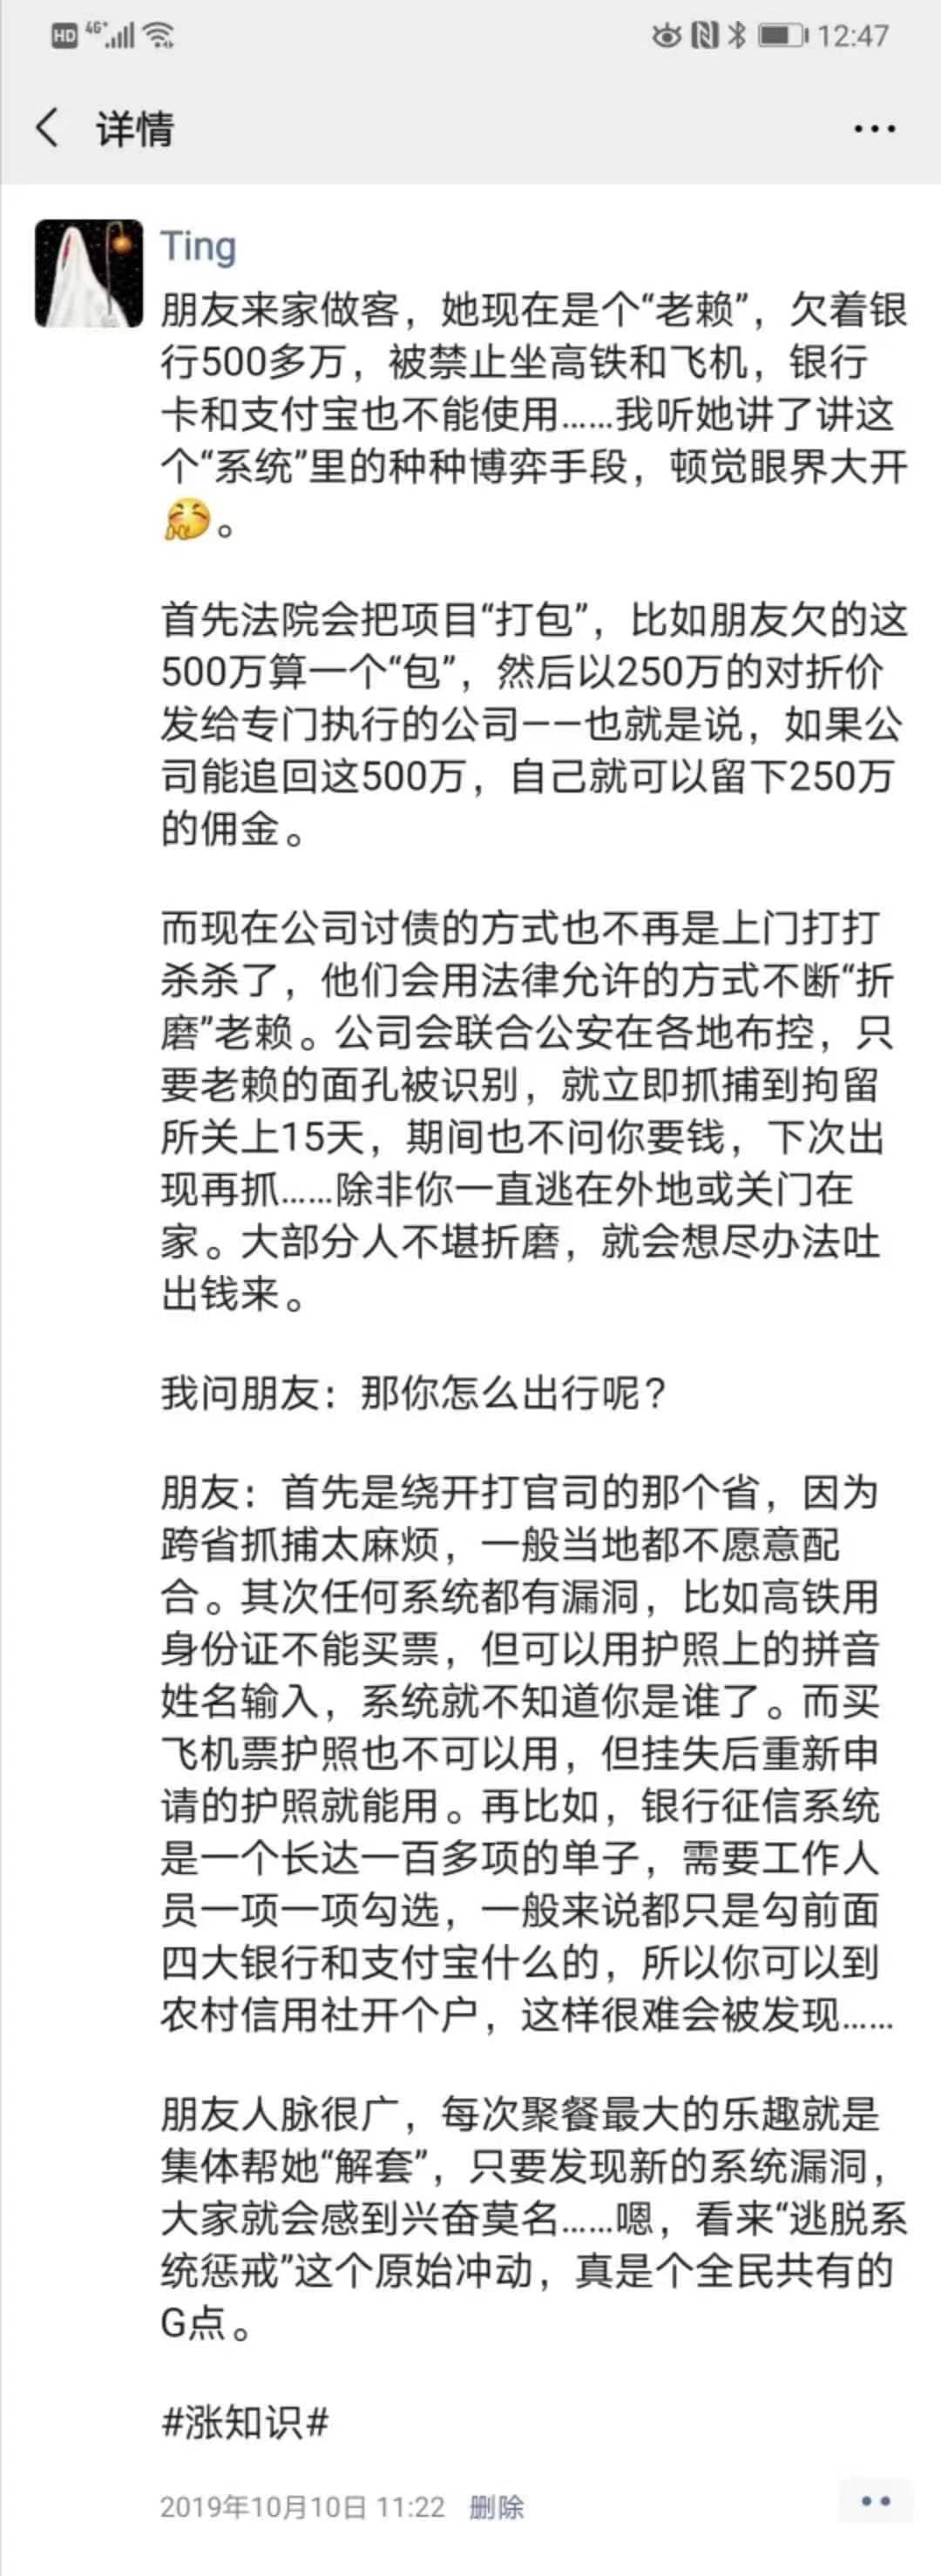 HD 4G+ 12:47
详情
Ting
朋友来家做客，她现在是个“老赖”，欠着银
行500多万，被禁止坐高铁和飞机，银行
卡和支付宝也不能使用……我听她讲了讲这
个“系统”里的种种博弈手段，顿觉眼界大开
。
首先法院会把项目“打包”，比如朋友欠的这
500万算一个“包”，然后以250万的对折价
发给专门执行的公司——也就是说，如果公
司能追回这500万，自己就可以留下250万
的佣金。
而现在公司讨债的方式也不再是上门打打
杀杀了，他们会用法律允许的方式不断“折
磨”老赖。公司会联合公安在各地布控，只
要老赖的面孔被识别，就立即抓捕到拘留
所关上15天，期间也不问你要钱，下次出
现再抓……除非你一直逃在外地或关门在
家。大部分人不堪折磨，就会想尽办法吐
出钱来。
我问朋友：那你怎么出行呢？
朋友：首先是绕开打官司的那个省，因为
跨省抓捕太麻烦，一般当地都不愿意配
合。其次任何系统都有漏洞，比如高铁用
身份证不能买票，但可以用护照上的拼音
姓名输入，系统就不知道你是谁了。而买
飞机票护照也不可以用，但挂失后重新申
请的护照就能用。再比如，银行征信系统
是一个长达一百多项的单子，需要工作人
员一项一项勾选，一般来说都只是勾前面
四大银行和支付宝什么的，所以你可以到
农村信用社开个户，这样很难会被发现……
朋友人脉很广，每次聚餐最大的乐趣就是
集体帮她“解套”，只要发现新的系统漏洞，
大家就会感到兴奋莫名……嗯，看来“逃脱系
统惩戒”这个原始冲动，真是个全民共有的
G点。
#涨知识#
2019年10月10日 11:22 删除